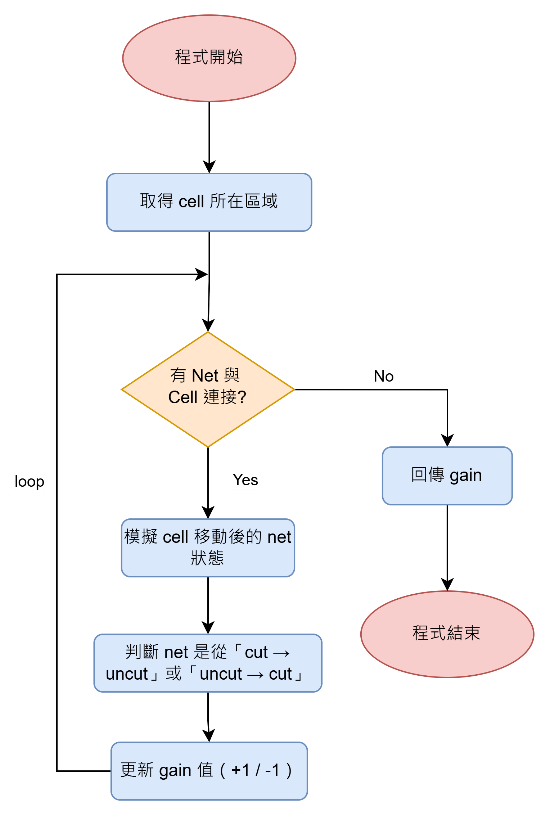 程式開始
取得 cell 所在區域
有 Net 與
Cell 連接?
No
Yes
loop
回傳 gain
模擬 cell 移動後的 net
狀態
程式結束
判斷 net 是從「cut →
uncut」或「uncut → cut」
更新 gain 值（+1 / -1）